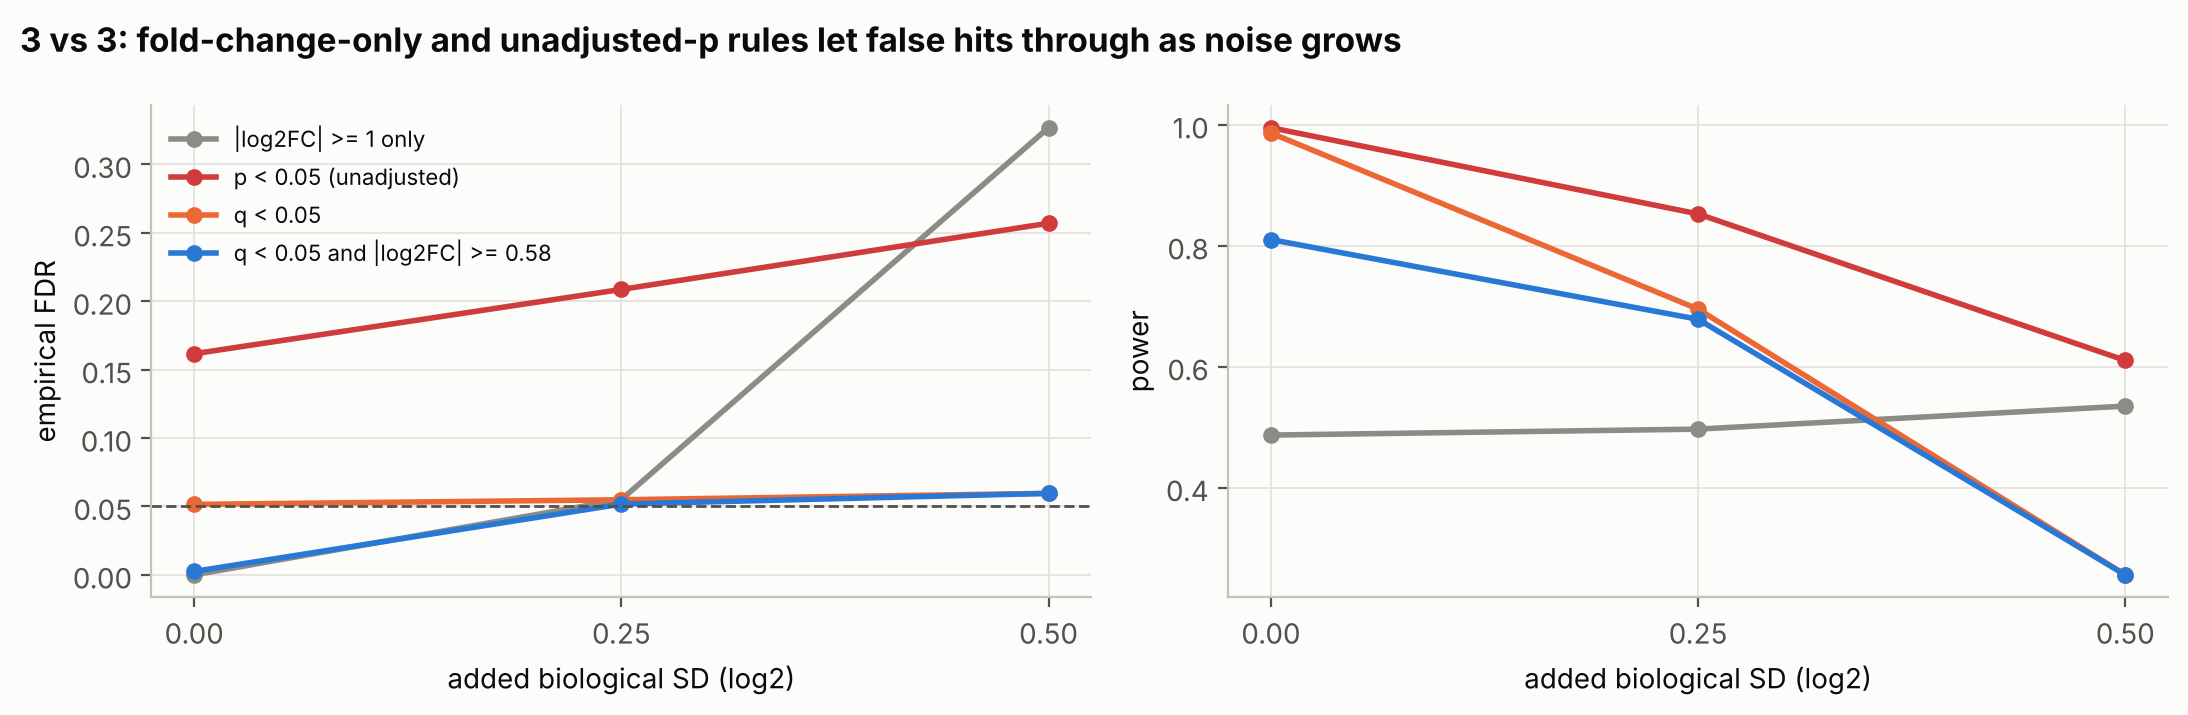 3 vs 3: fold-change-only and unadjusted-p rules let false hits through as noise grows
|log2FC| >= 1 only
p < 0.05 (unadjusted)
q < 0.05
q < 0.05 and |log2FC| >= 0.58
empirical FDR
0.30
0.25
0.20
0.15
0.10
0.05
0.00
0.00
0.25
0.50
added biological SD (log2)
power
1.0
0.8
0.6
0.4
0.00
0.25
0.50
added biological SD (log2)